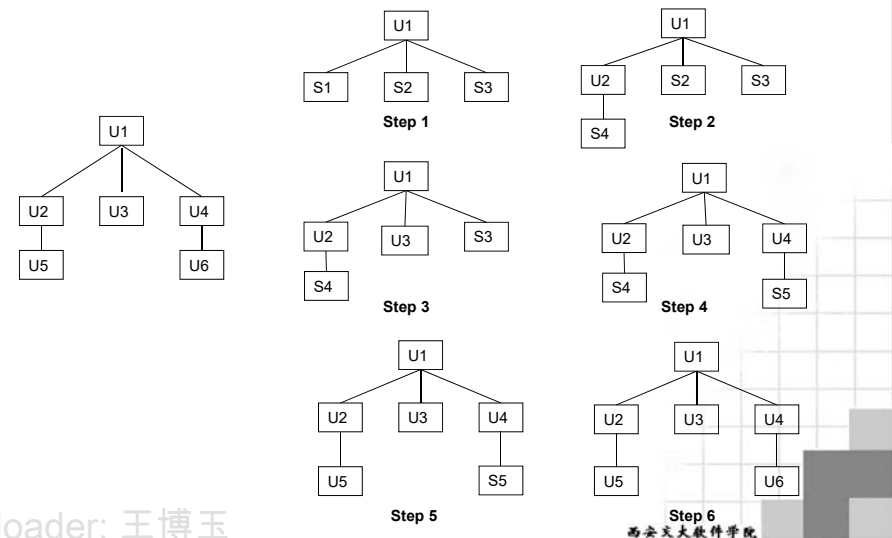 U1
U2 U3 U4
U5 U6
U1
S1 S2 S3
Step 1
U1
U2 S2 S3
S4
Step 2
U1
U2 U3 S3
S4
Step 3
U1
U2 U3 U4
S4 S5
Step 4
U1
U2 U3 U4
U5 S5
Step 5
U1
U2 U3 U4
U5 U6
Step 6
loader: 王博玉
西安交大软件学院